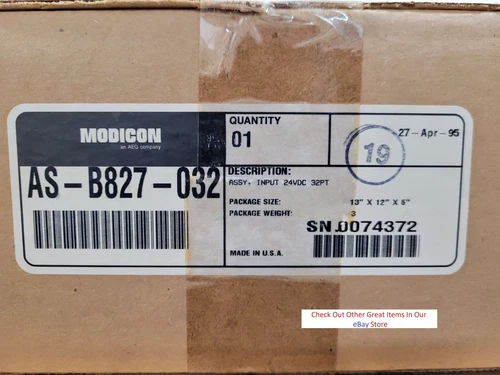 MODICON
an AEG company
QUANTITY
01
-27-Apr-95
19
AS-B827-032
DESCRIPTION:
ASSY, INPUT 24VDC 32PT
PACKAGE SIZE: 13" X 12" X 5"
PACKAGE WEIGHT: 3
SN.0074372
MADE IN U.S.A.
Check Out Other Great Items In Our
eBay Store